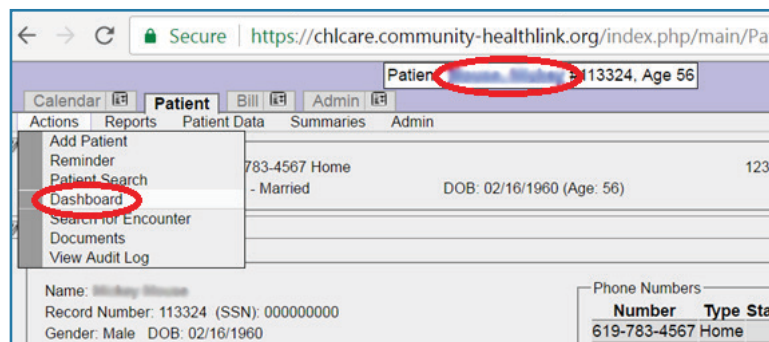 Secure | https://chlcare.community-healthlink.org/index.php/main/Pa
Patien #113324, Age 56
Calendar Patient Bill Admin
Actions Reports Patient Data Summaries Admin
Add Patient
Reminder
783-4567 Home 123
Patient Search
- Married DOB: 02/16/1960 (Age: 56)
Dashboard
Search for Encounter
Documents
View Audit Log
Name:
Phone Numbers
Record Number: 113324 (SSN): 000000000
Number Type Sta
Gender: Male DOB: 02/16/1960
619-783-4567 Home